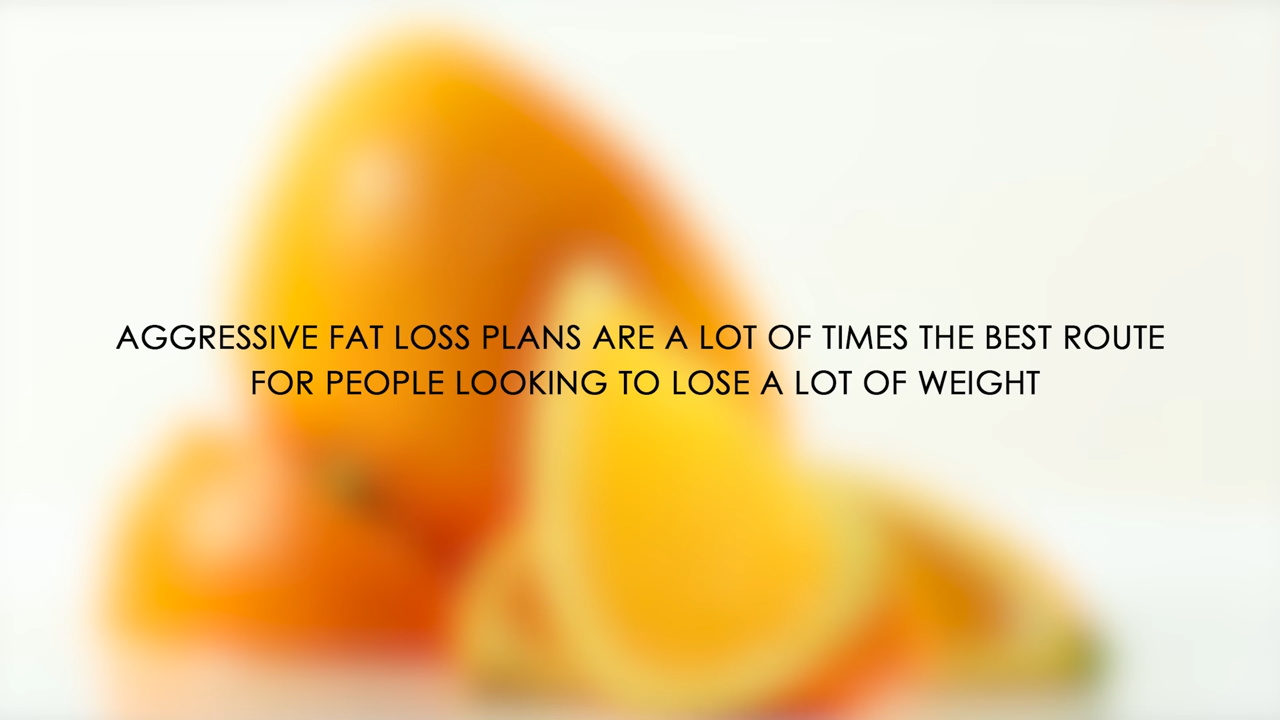 AGGRESSIVE FAT LOSS PLANS ARE A LOT OF TIMES THE BEST ROUTE
FOR PEOPLE LOOKING TO LOSE A LOT OF WEIGHT